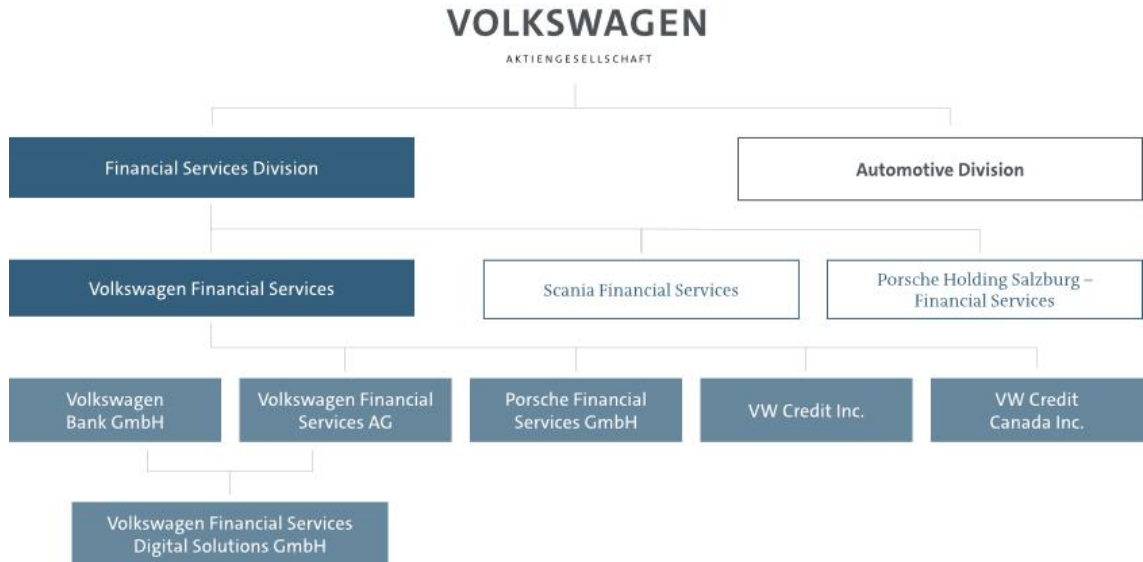 VOLKSWAGEN
AKTIENGESELLSCHAFT
Financial Services Division
Automotive Division
Volkswagen Financial Services
Scania Financial Services
Porsche Holding Salzburg –
Financial Services
Volkswagen
Bank GmbH
Volkswagen Financial
Services AG
Porsche Financial
Services GmbH
VW Credit Inc.
VW Credit
Canada Inc.
Volkswagen Financial Services
Digital Solutions GmbH